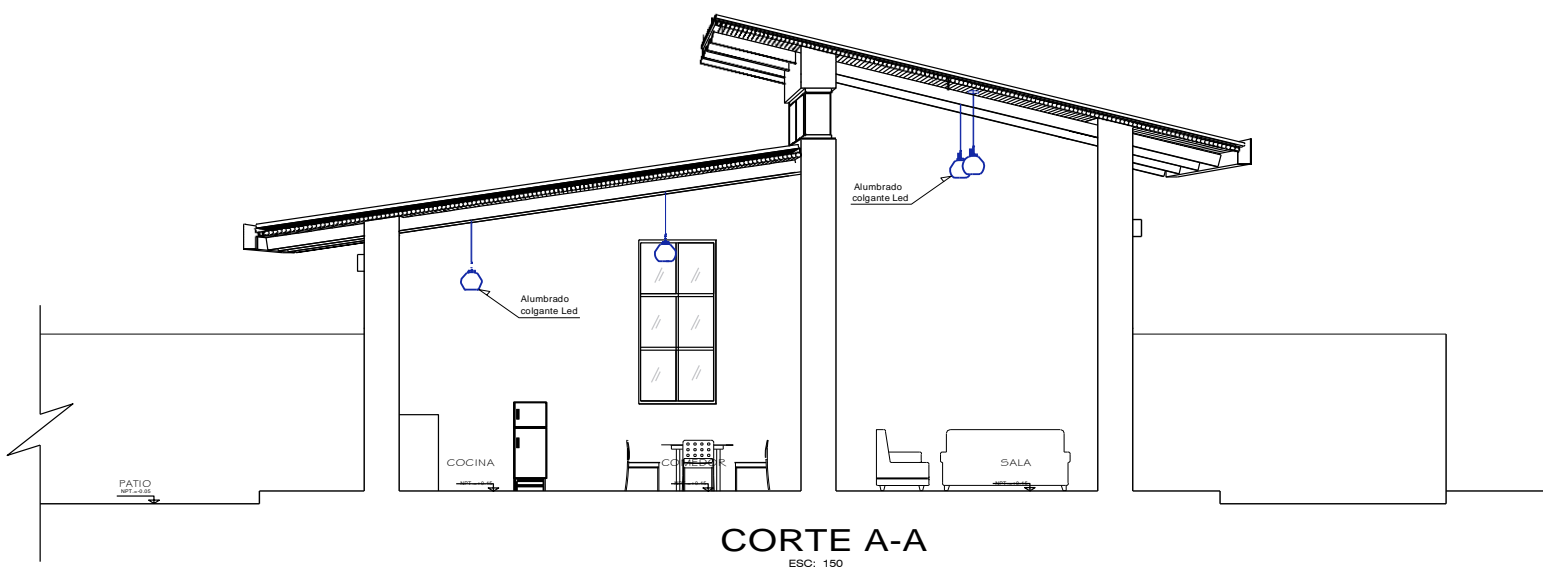 Alumbrado
colgante Led
Alumbrado
colgante Led
COCINA
COMEDOR
SALA
PATIO
CORTE A-A
ESC: 150